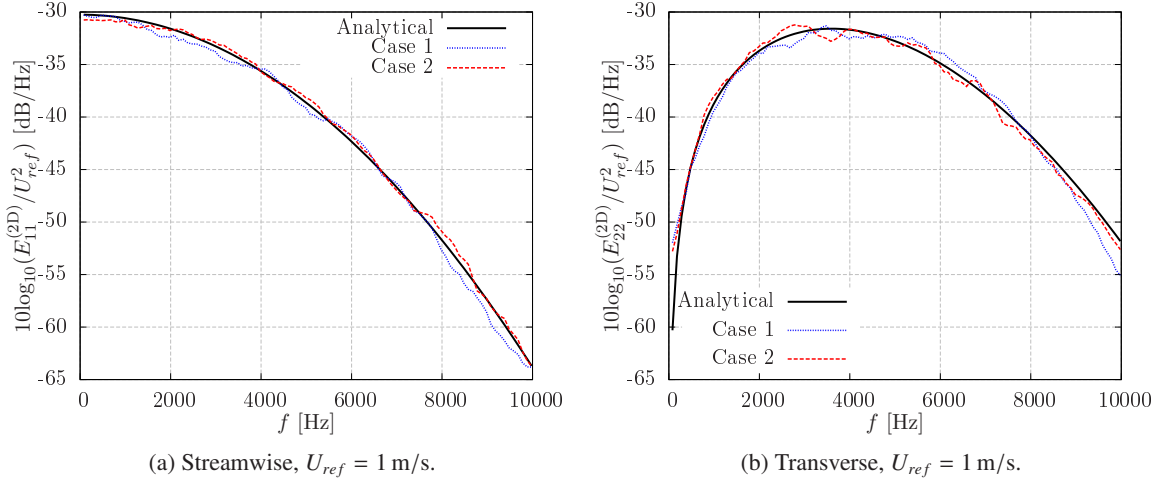 -30
-35
-40
-45
-50
-55
-60
-65
0
2000
4000
6000
8000
10000
10log₁₀(E₁₁⁽²ᴰ⁾/U²ref) [dB/Hz]
f [Hz]
Analytical
Case 1
Case 2
(a) Streamwise, Uref = 1 m/s.
-30
-35
-40
-45
-50
-55
-60
-65
0
2000
4000
6000
8000
10000
10log₁₀(E₂₂⁽²ᴰ⁾/U²ref) [dB/Hz]
f [Hz]
Analytical
Case 1
Case 2
(b) Transverse, Uref = 1 m/s.